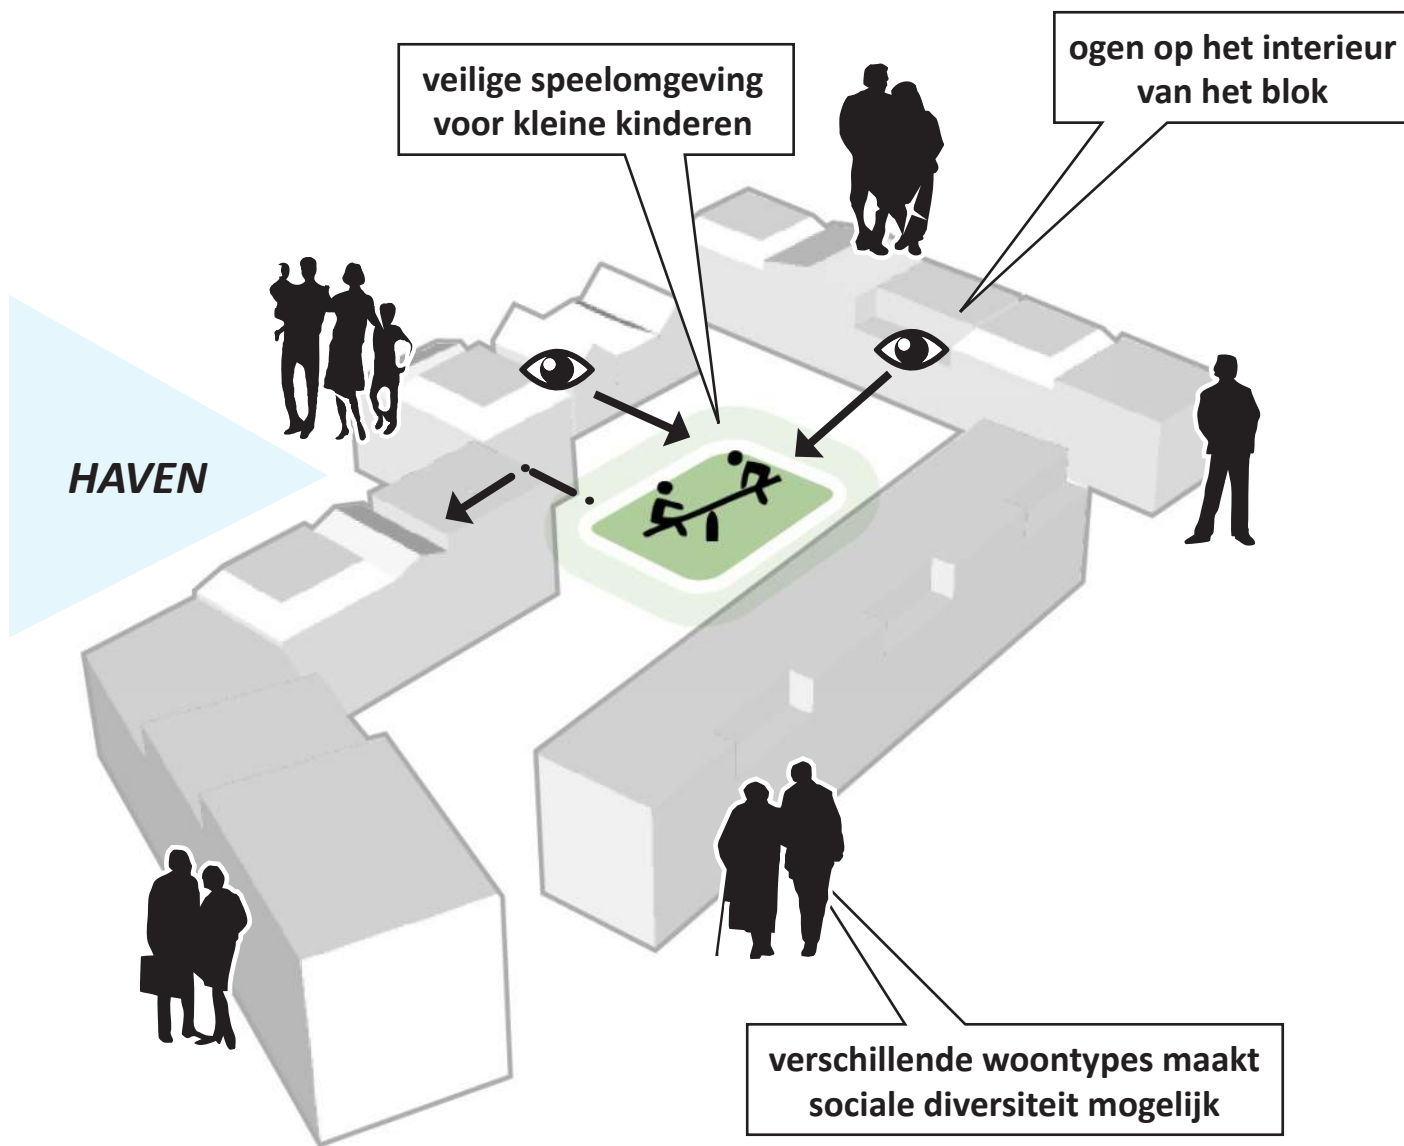 ogen op het interieur
van het blok
veilige speelomgeving
voor kleine kinderen
HAVEN
verschillende woontypes maakt
sociale diversiteit mogelijk